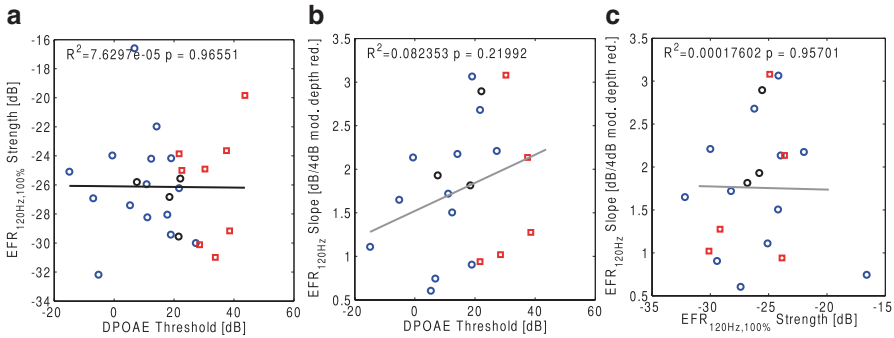 a
R²=7.6297e-05 p = 0.96551
EFR120Hz,100% Strength [dB]
-16
-18
-20
-22
-24
-26
-28
-30
-32
-34
-20 0 20 40 60
DPOAE Threshold [dB]
b
R²=0.082353 p = 0.21992
EFR120Hz Slope [dB/4dB mod. depth red.]
3.5
3
2.5
2
1.5
1
0.5
-20 0 20 40 60
DPOAE Threshold [dB]
c
R²=0.00017602 p = 0.95701
EFR120Hz Slope [dB/4dB mod. depth red.]
3.5
3
2.5
2
1.5
1
0.5
-35 -30 -25 -20 -15
EFR120Hz,100% Strength [dB]